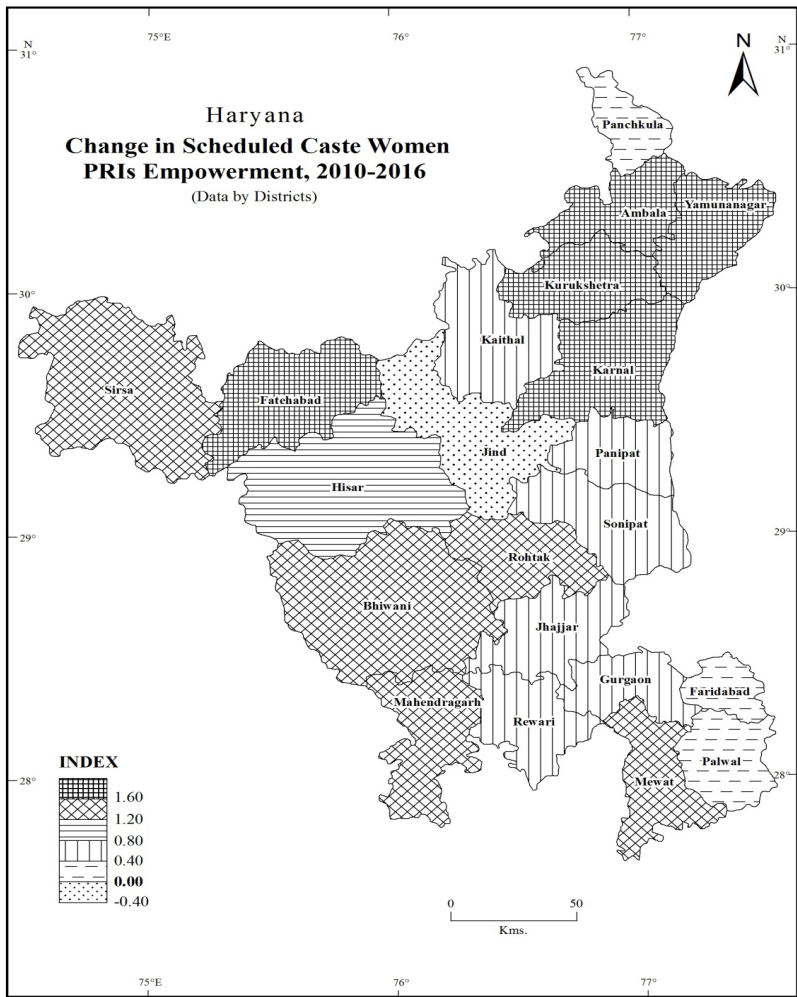 75°E
76°
77°
N
31°
N
31°
N
Haryana
Change in Scheduled Caste Women
PRIs Empowerment, 2010-2016
(Data by Districts)
Panchkula
Ambala
Yamunanagar
Kurukshetra
30°
30°
Kaithal
Karnal
Sirsa
Fatehabad
Jind
Panipat
Hisar
Sonipat
29°
29°
Rohtak
Bhiwani
Jhajjar
Gurgaon
Faridabad
Mahendragarh
Rewari
Palwal
Mewat
28°
28°
INDEX
1.60
1.20
0.80
0.40
0.00
-0.40
0 50
Kms.
75°E
76°
77°